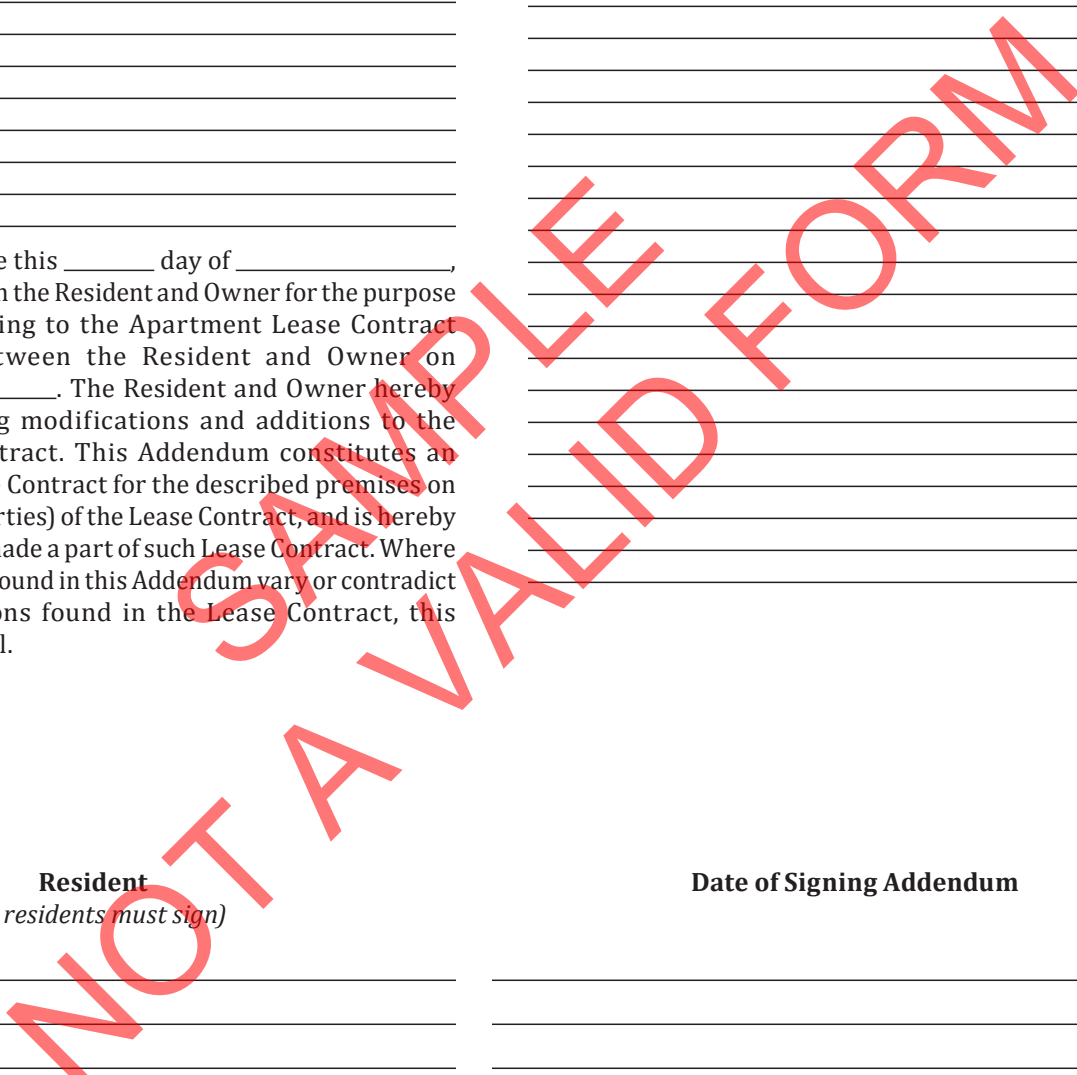 e this ________ day of ____________________,
n the Resident and Owner for the purpose
ing to the Apartment Lease Contract
tween the Resident and Owner on
_____. The Resident and Owner hereby
g modifications and additions to the
tract. This Addendum constitutes an
Contract for the described premises on
rties) of the Lease Contract, and is hereby
made a part of such Lease Contract. Where
ound in this Addendum vary or contradict
ons found in the Lease Contract, this
l.
Resident
residents must sign)
Date of Signing Addendum
SAMPLE
NOT A VALID FORM